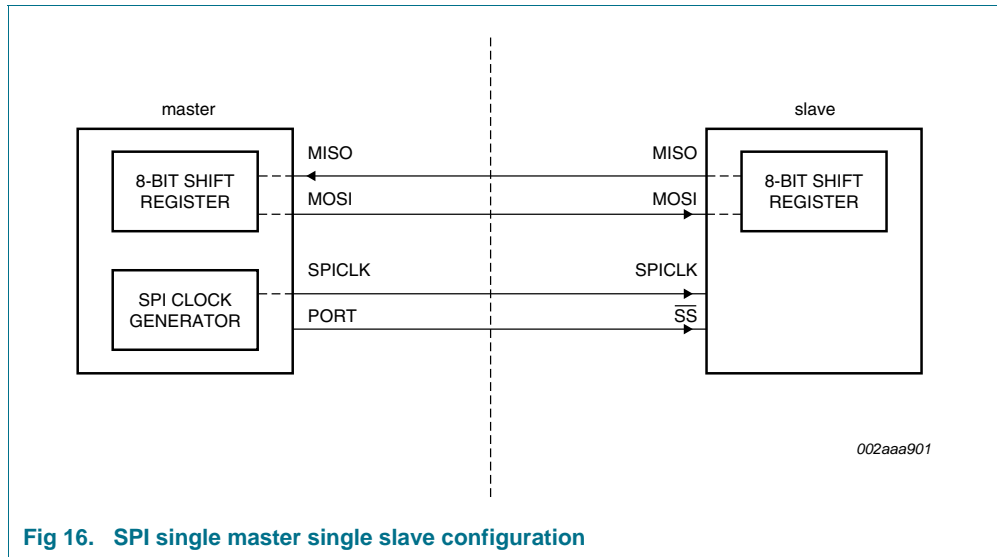 master
slave
MISO
MISO
8-BIT SHIFT
REGISTER
8-BIT SHIFT
REGISTER
MOSI
MOSI
SPICLK
SPICLK
SPI CLOCK
GENERATOR
PORT
SS
002aaa901
Fig 16. SPI single master single slave configuration